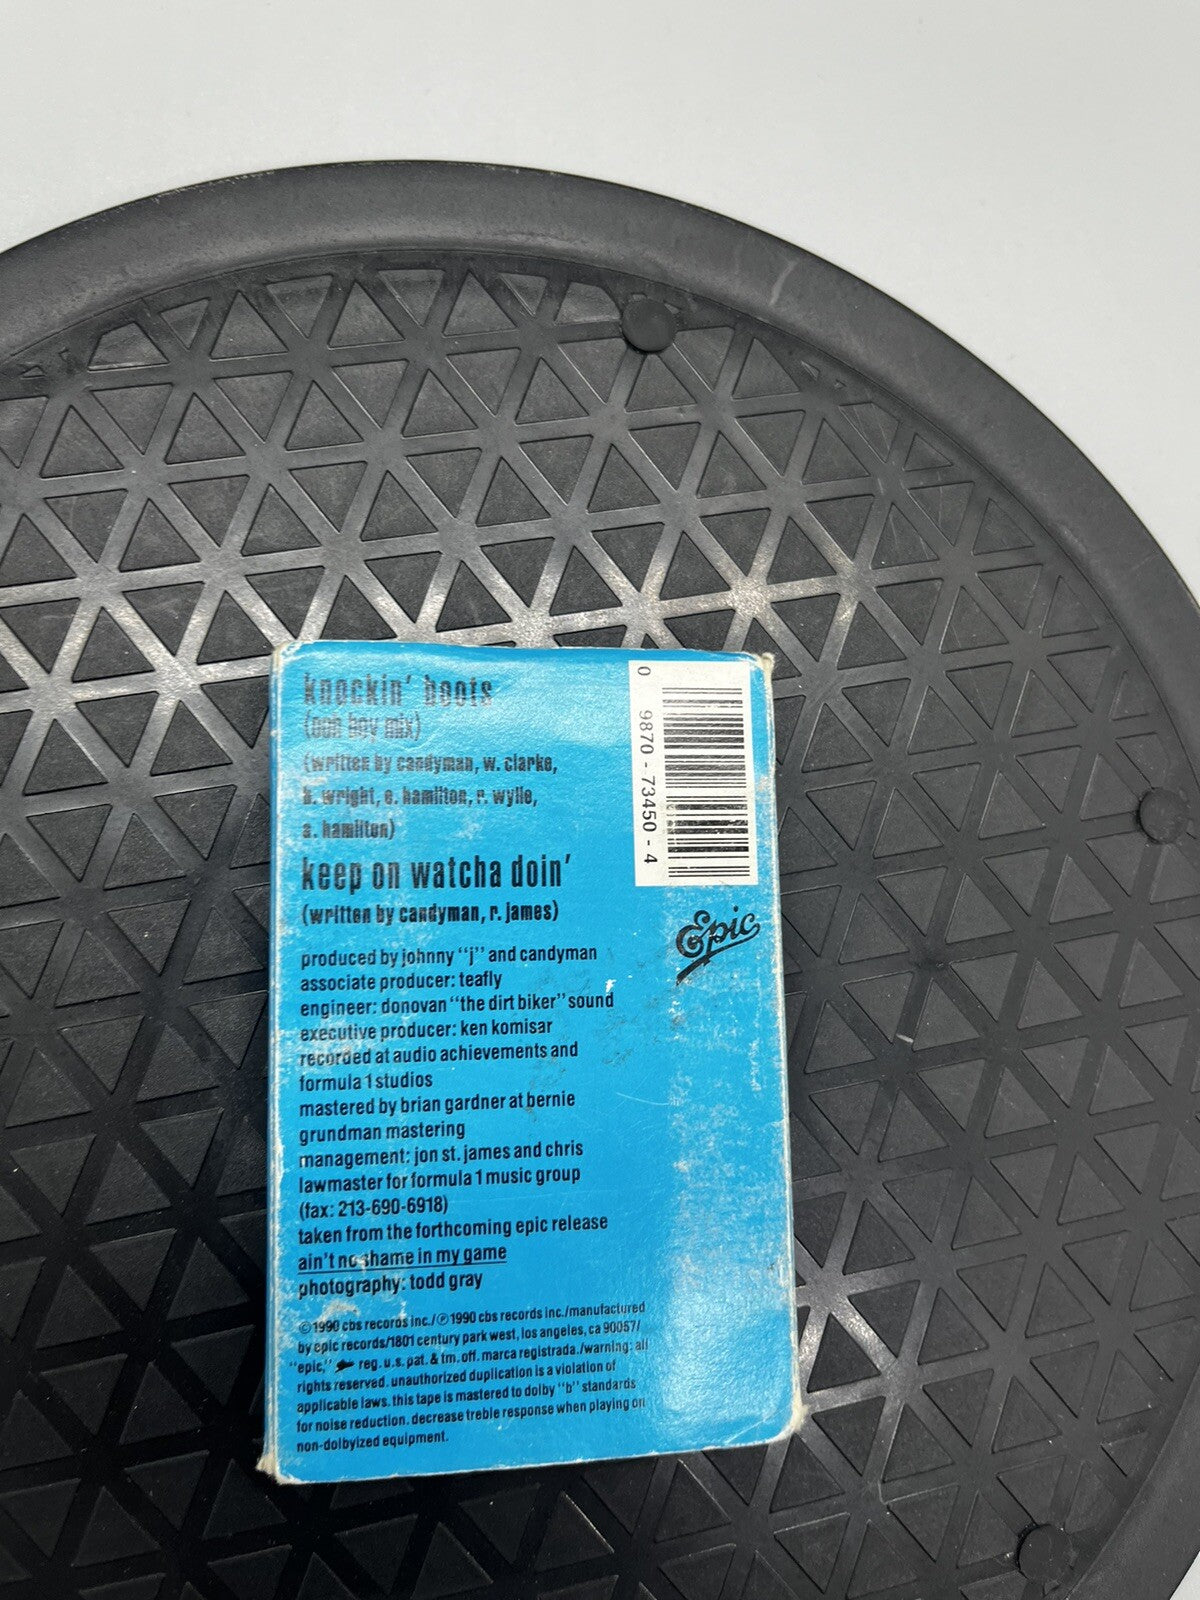 knockin' boots
(oon boy mix)
(written by candyman, w. clarke,
b. wright, e. hamilton, r. wylie,
a. hamilton)
keep on watcha doin'
(written by candyman, r. james)
produced by johnny "j" and candyman
associate producer: teafly
engineer: donovan "the dirt biker" sound
executive producer: ken komisar
recorded at audio achievements and
formula 1 studios
mastered by brian gardner at bernie
grundman mastering
management: jon st. james and chris
lawmaster for formula 1 music group
(fax: 213-690-6918)
taken from the forthcoming epic release
ain't no shame in my game
photography: todd gray
©1990 cbs records inc./℗1990 cbs records inc./manufactured
by epic records/1801 century park west, los angeles, ca 90057/
"epic," reg. u.s. pat. & tm. off. marca registrada./warning: all
rights reserved. unauthorized duplication is a violation of
applicable laws. this tape is mastered to dolby "b" standards
for noise reduction. decrease treble response when playing on
non-dolbyized equipment.
0 9870-73450-4
Epic